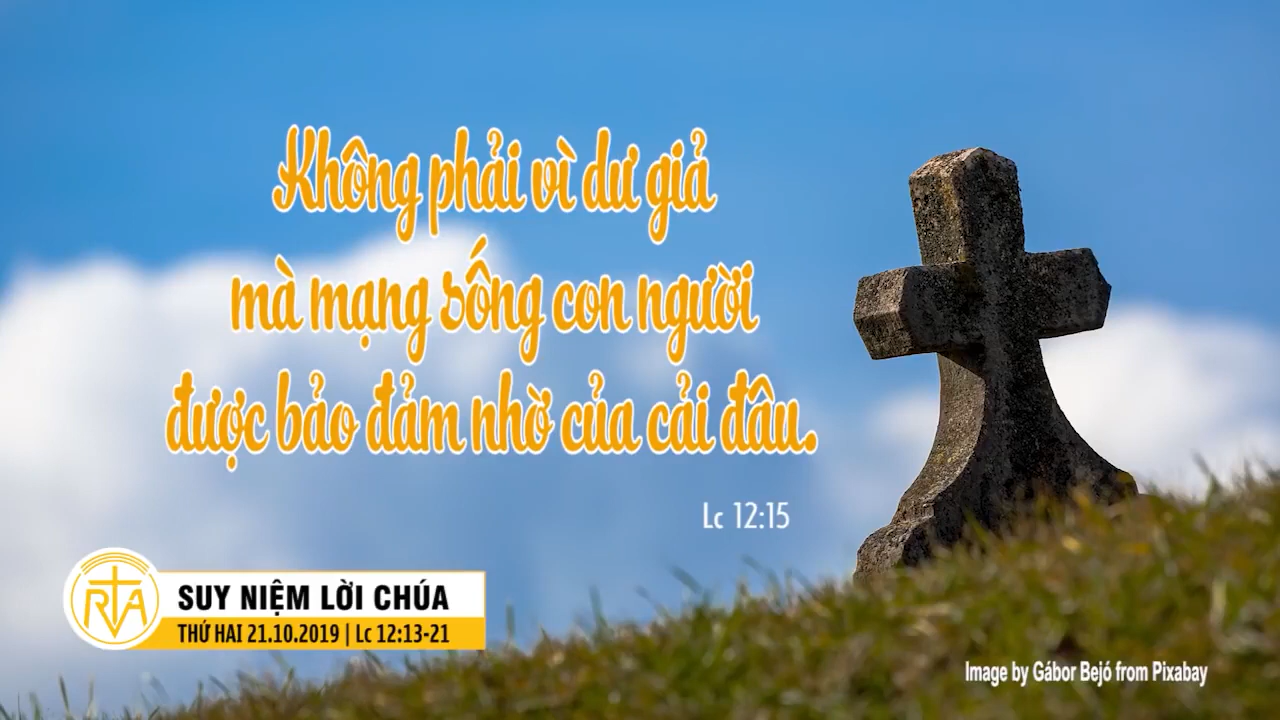 Không phải vì dư giả
mà mạng sống con người
được bảo đảm nhờ của cải đâu.
Lc 12:15
RVA
SUY NIỆM LỜI CHÚA
THỨ HAI 21.10.2019 | Lc 12:13-21
Image by Gábor Bejó from Pixabay